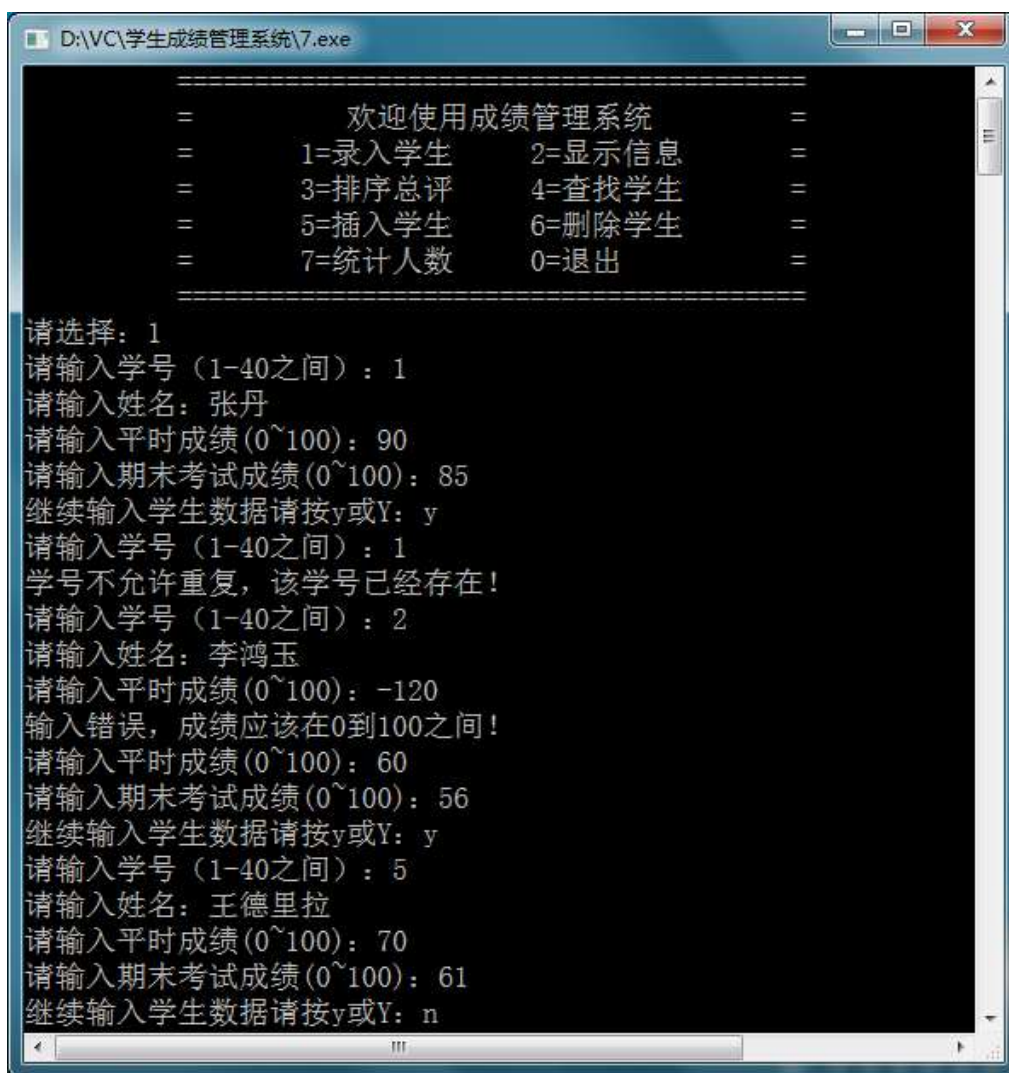 D:\VC\学生成绩管理系统\7.exe
=========================================
= 欢迎使用成绩管理系统 =
= 1=录入学生 2=显示信息 =
= 3=排序总评 4=查找学生 =
= 5=插入学生 6=删除学生 =
= 7=统计人数 0=退出 =
=========================================
请选择：1
请输入学号（1-40之间）：1
请输入姓名：张丹
请输入平时成绩(0~100)：90
请输入期末考试成绩(0~100)：85
继续输入学生数据请按y或Y：y
请输入学号（1-40之间）：1
学号不允许重复，该学号已经存在！
请输入学号（1-40之间）：2
请输入姓名：李鸿玉
请输入平时成绩(0~100)：-120
输入错误，成绩应该在0到100之间！
请输入平时成绩(0~100)：60
请输入期末考试成绩(0~100)：56
继续输入学生数据请按y或Y：y
请输入学号（1-40之间）：5
请输入姓名：王德里拉
请输入平时成绩(0~100)：70
请输入期末考试成绩(0~100)：61
继续输入学生数据请按y或Y：n